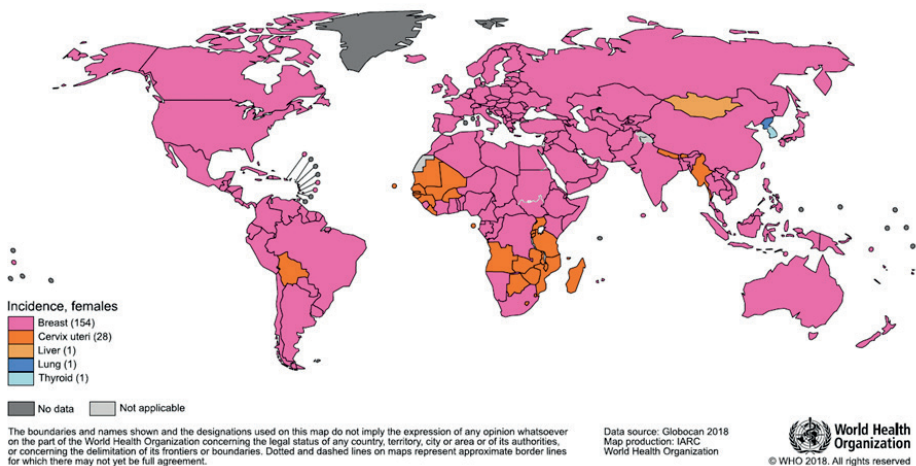 Incidence, females
Breast (154)
Cervix uteri (28)
Liver (1)
Lung (1)
Thyroid (1)
No data
Not applicable
The boundaries and names shown and the designations used on this map do not imply the expression of any opinion whatsoever
on the part of the World Health Organization concerning the legal status of any country, territory, city or area or of its authorities,
or concerning the delimitation of its frontiers or boundaries. Dotted and dashed lines on maps represent approximate border lines
for which there may not yet be full agreement.
Data source: Globocan 2018
Map production: IARC
World Health Organization
World Health
Organization
© WHO 2018. All rights reserved